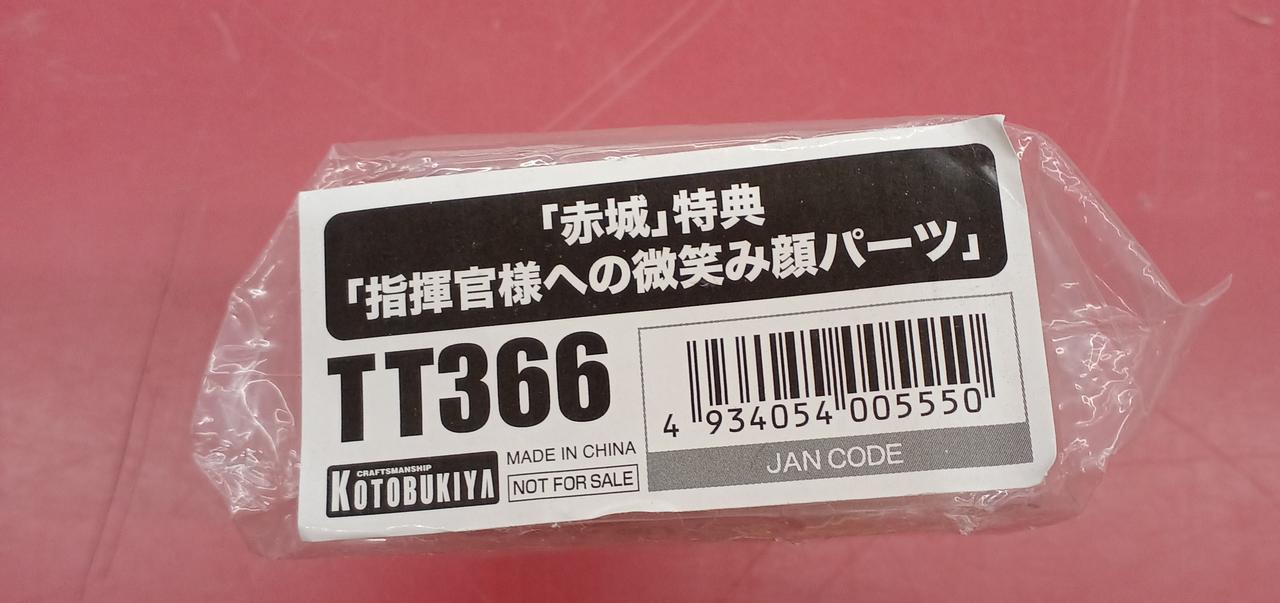 「赤城」特典
「指揮官様への微笑み顔パーツ」
TT366
CRAFTSMANSHIP
KOTOBUKIYA
MADE IN CHINA
NOT FOR SALE
4 934054 005550
JAN CODE